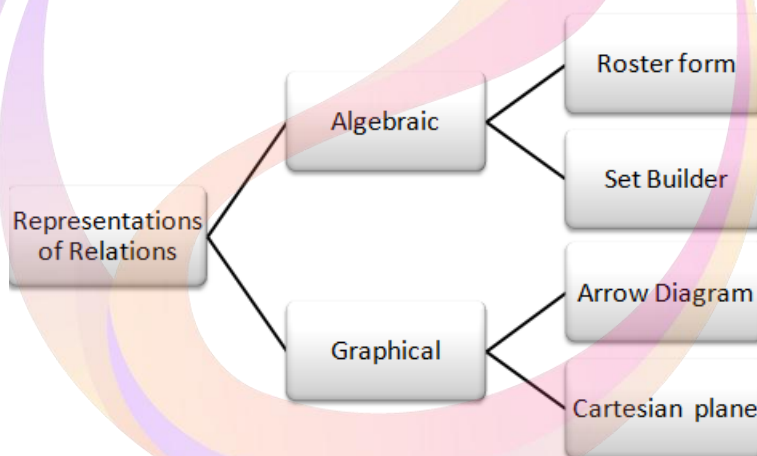 Representations
of Relations
Algebraic
Roster form
Set Builder
Graphical
Arrow Diagram
Cartesian plane